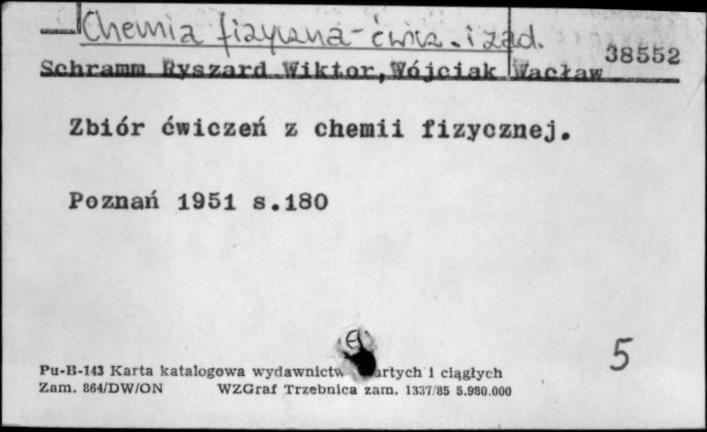 Chemia fizyczna - ćwicz. i zad.
38552
Schramm Ryszard Wiktor, Wójciak Wacław
Zbiór ćwiczeń z chemii fizycznej.
Poznań 1951 s.180
5
Pu-B-143 Karta katalogowa wydawnictw i ciągłych
Zam. 864/DW/ON WZGraf Trzebnica zam. 1337/85 5.980.000